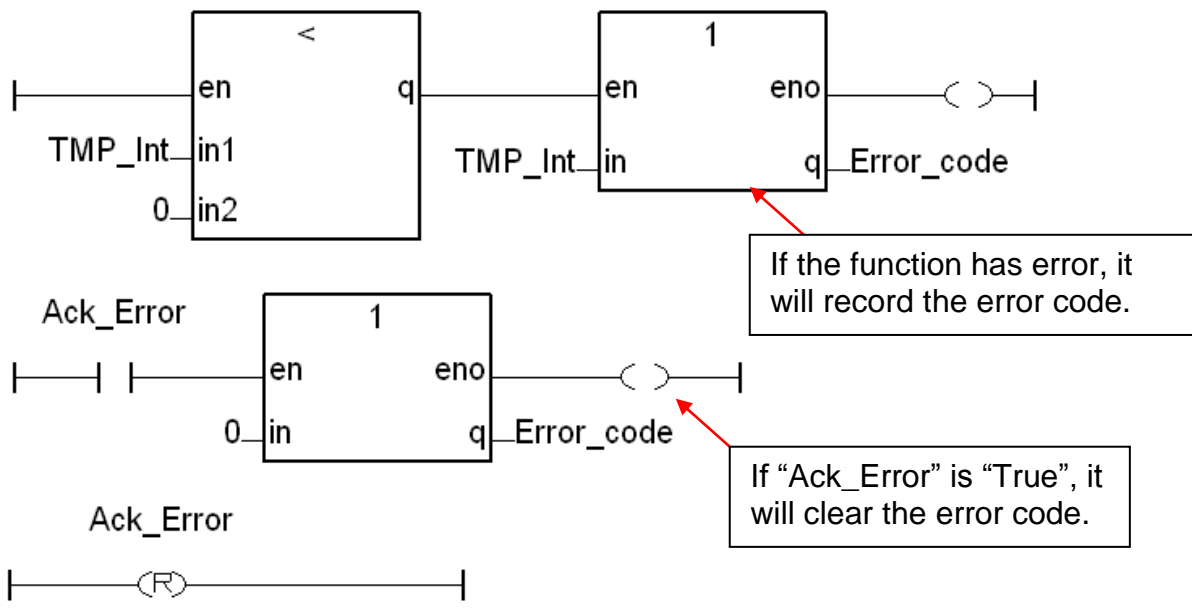 < 1
en q en eno
TMP_Int in1 TMP_Int in q Error_code
0 in2
If the function has error, it
will record the error code.
Ack_Error 1
en eno
0 in q Error_code
If “Ack_Error” is “True”, it
will clear the error code.
Ack_Error
R